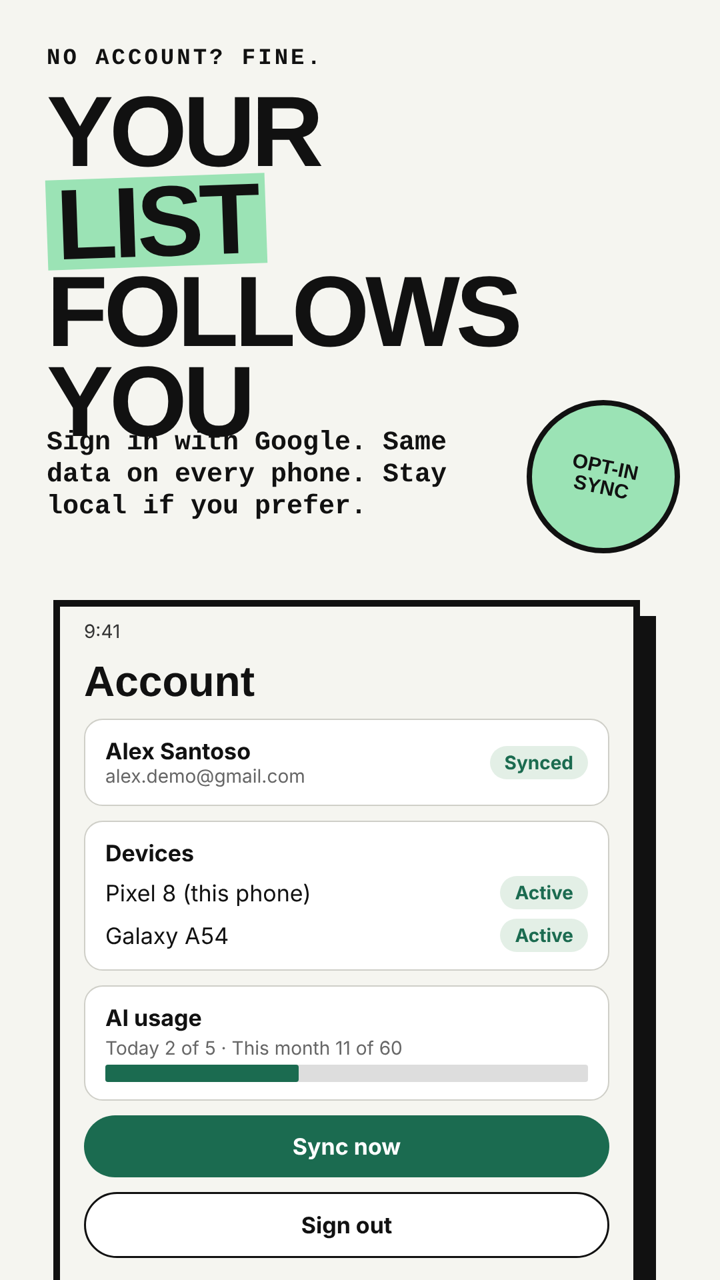 NO ACCOUNT? FINE.
YOUR
LIST
FOLLOWS
YOU
Sign in with Google. Same
data on every phone. Stay
local if you prefer.
OPT-IN
SYNC
9:41
Account
Alex Santoso
alex.demo@gmail.com
Synced
Devices
Pixel 8 (this phone)
Active
Galaxy A54
Active
AI usage
Today 2 of 5 · This month 11 of 60
Sync now
Sign out